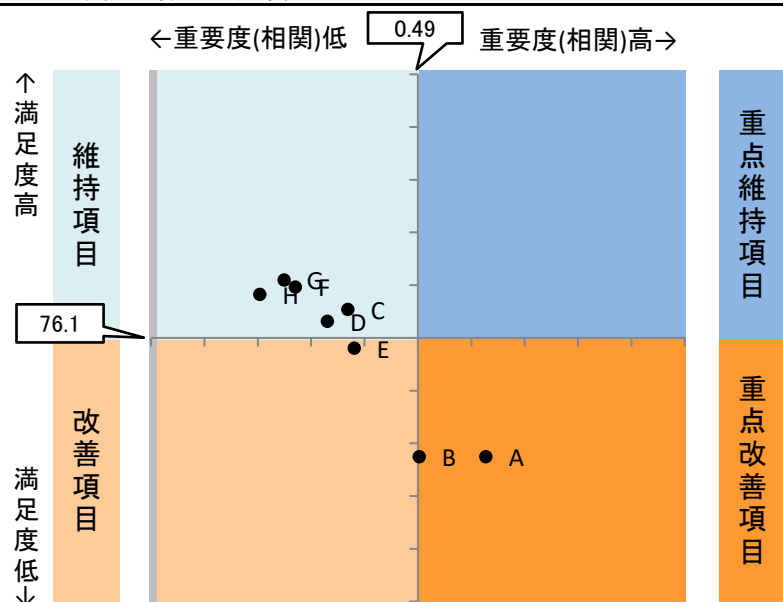 ←重要度(相関)低
0.49
重要度(相関)高→
↑満足度高
維持項目
重点維持項目
G
F
H
C
D
76.1
E
B
A
改善項目
重点改善項目
満足度低↓